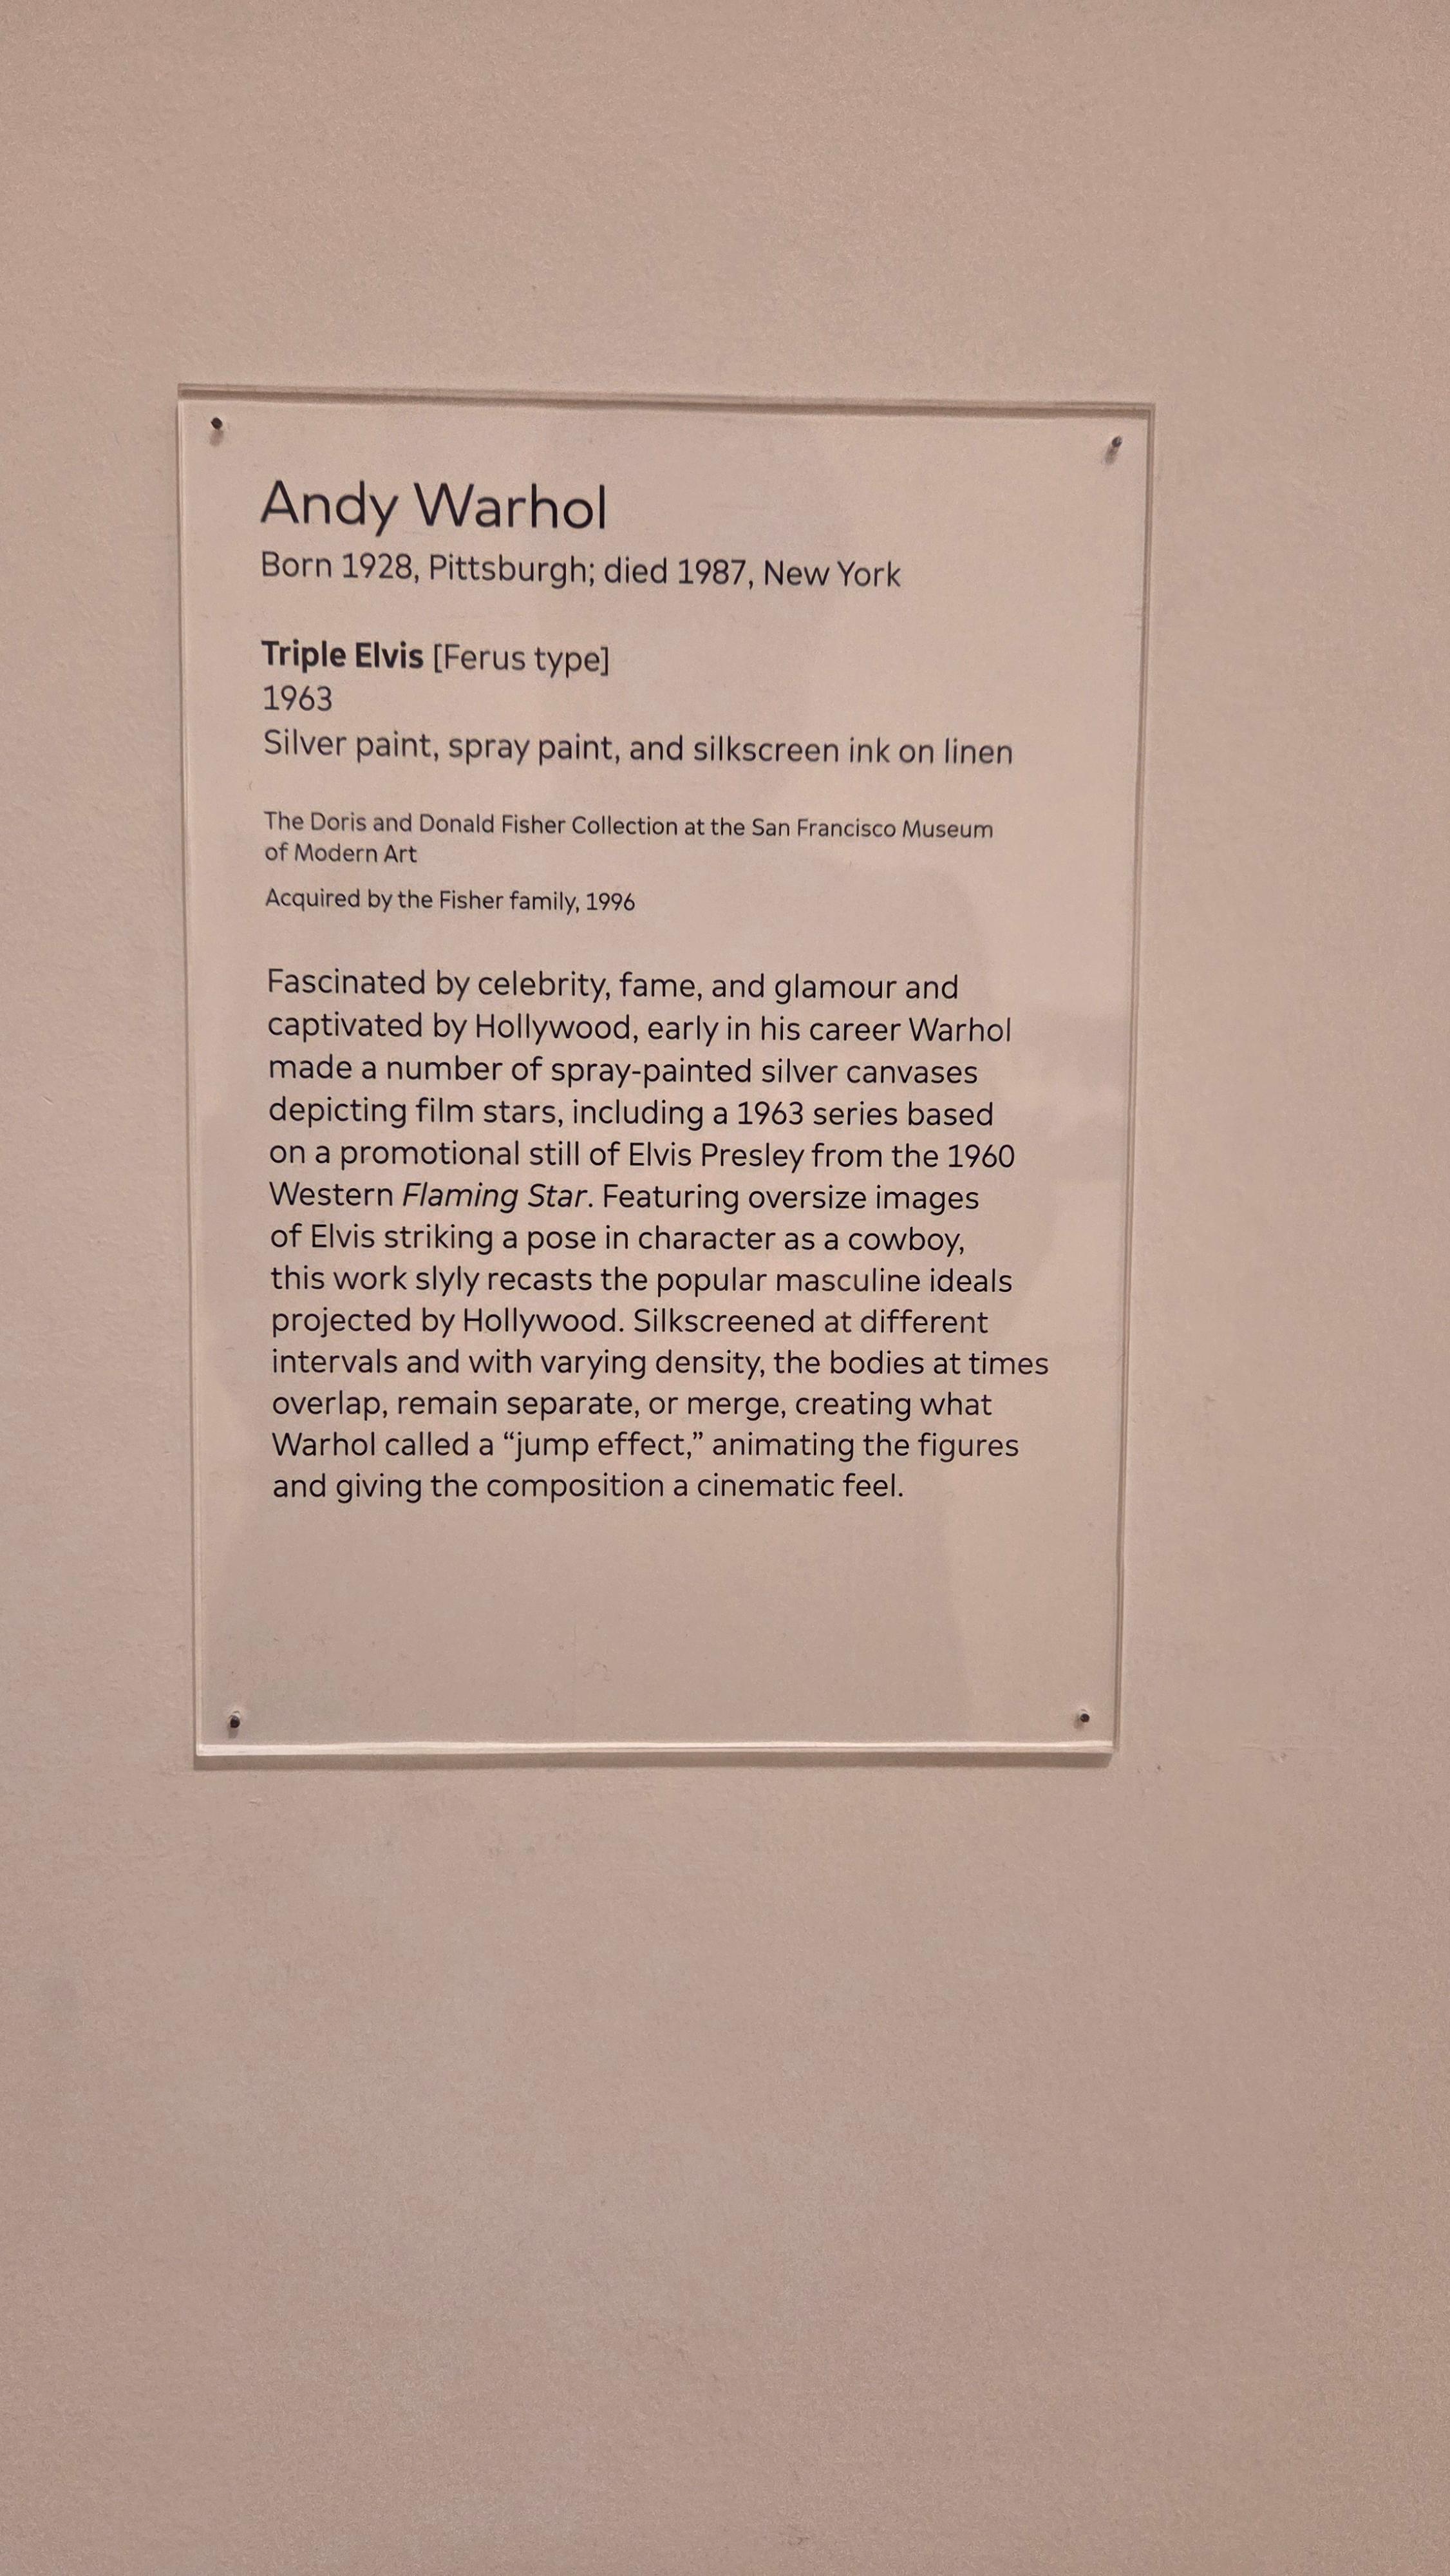 Andy Warhol
Born 1928, Pittsburgh; died 1987, New York
Triple Elvis [Ferus type]
1963
Silver paint, spray paint, and silkscreen ink on linen
The Doris and Donald Fisher Collection at the San Francisco Museum
of Modern Art
Acquired by the Fisher family, 1996
Fascinated by celebrity, fame, and glamour and
captivated by Hollywood, early in his career Warhol
made a number of spray-painted silver canvases
depicting film stars, including a 1963 series based
on a promotional still of Elvis Presley from the 1960
Western Flaming Star. Featuring oversize images
of Elvis striking a pose in character as a cowboy,
this work slyly recasts the popular masculine ideals
projected by Hollywood. Silkscreened at different
intervals and with varying density, the bodies at times
overlap, remain separate, or merge, creating what
Warhol called a “jump effect,” animating the figures
and giving the composition a cinematic feel.